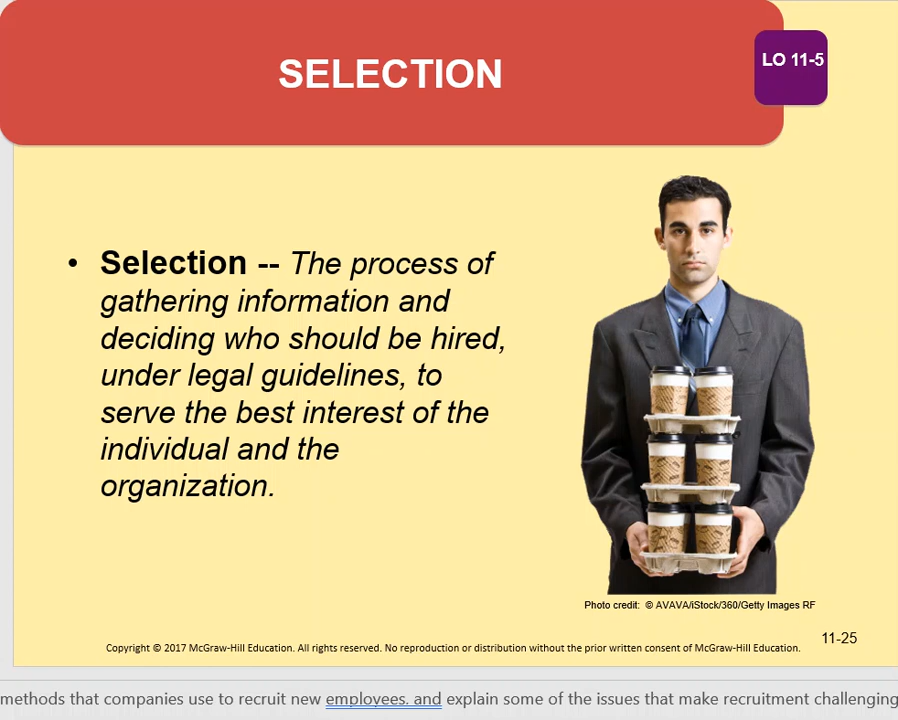 SELECTION
LO 11-5
• Selection -- The process of
gathering information and
deciding who should be hired,
under legal guidelines, to
serve the best interest of the
individual and the
organization.
Photo credit: © AVAVA/iStock/360/Getty Images RF
11-25
Copyright © 2017 McGraw-Hill Education. All rights reserved. No reproduction or distribution without the prior written consent of McGraw-Hill Education.
methods that companies use to recruit new employees. and explain some of the issues that make recruitment challenging